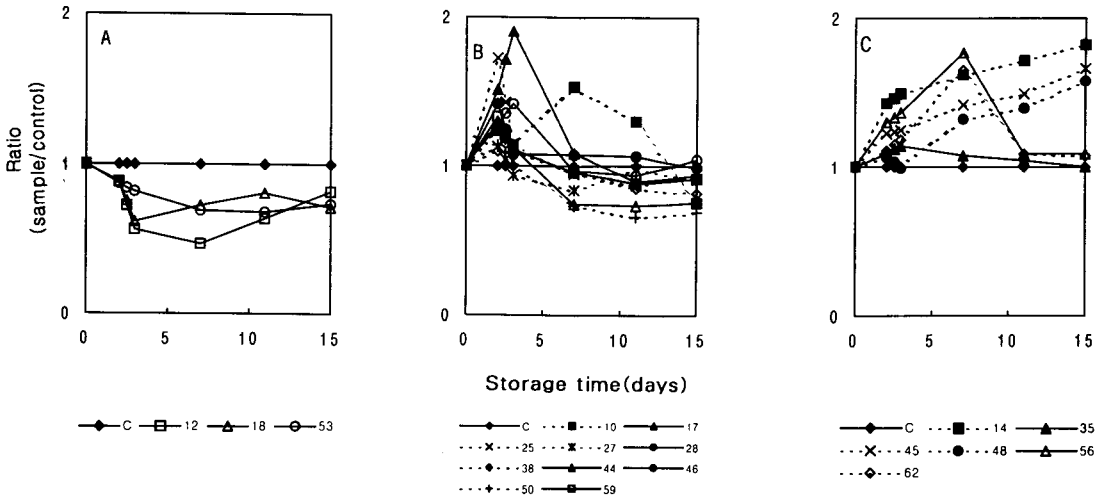 2
2
2
A
B
C
Ratio
(sample/control)
1
1
1
0
0
0
0 5 10 15
0 5 10 15
0 5 10 15
Storage time(days)
C 12 18 53
C 10 17
25 27 28
38 44 46
50 59
C 14 35
45 48 56
62